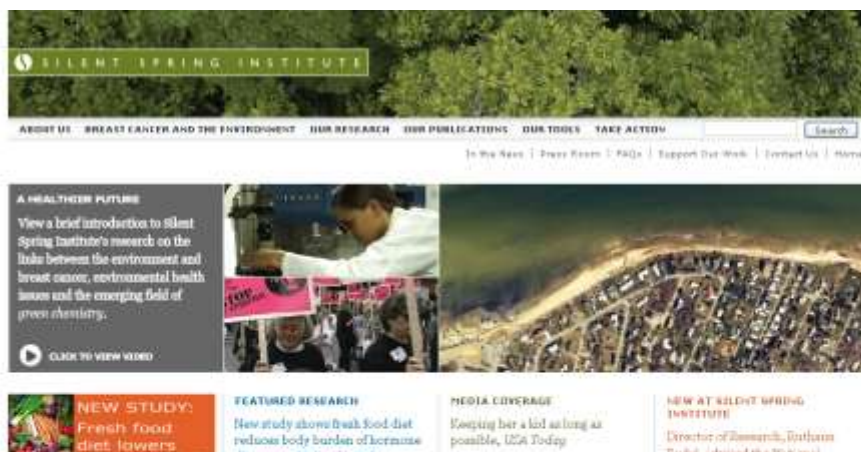 SILENT SPRING INSTITUTE
ABOUT US BREAST CANCER AND THE ENVIRONMENT OUR RESEARCH OUR PUBLICATIONS OUR TOOLS TAKE ACTION Search
In the News | Press Room | FAQs | Support Our Work | Contact Us | Home
A HEALTHIER FUTURE
View a brief introduction to Silent
Spring Institute's research on the
links between the environment and
breast cancer, environmental health
issues and the emerging field of
green chemistry.
CLICK TO VIEW VIDEO
STOP
NEW STUDY:
Fresh food
diet lowers
FEATURED RESEARCH
New study shows fresh food diet
reduces body burden of hormone
MEDIA COVERAGE
Keeping her a kid as long as
possible, USA Today
NEW AT SILENT SPRING
INSTITUTE
Director of Research, Ruthann